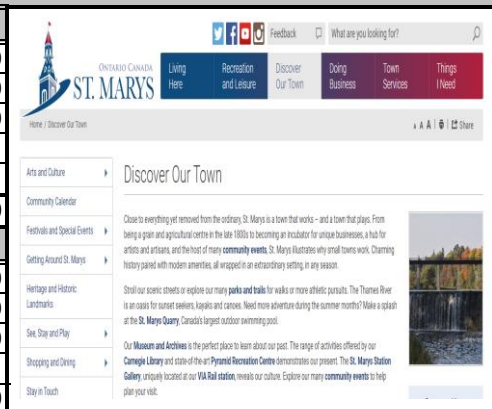 Feedback
What are you looking for?
ONTARIO CANADA
ST. MARYS
Living Here
Recreation and Leisure
Discover Our Town
Doing Business
Town Services
Things I Need
Home / Discover Our Town
A A A
Share
Arts and Culture
Community Calendar
Festivals and Special Events
Getting Around St. Marys
Heritage and Historic
Landmarks
See, Stay and Play
Shopping and Dining
Stay in Touch
Discover Our Town
Close to everything yet removed from the ordinary, St. Marys is a town that works – and a town that plays. From
being a grain and agricultural centre in the late 1800s to becoming an incubator for unique businesses, a hub for
artists and artisans, and the host of many community events, St. Marys illustrates why small towns work. Charming
history paired with modern amenities, all wrapped in an extraordinary setting, in any season.
Stroll our scenic streets or explore our many parks and trails for walks or more athletic pursuits. The Thames River
is an oasis for sunset seekers, kayaks and canoes. Need more adventure during the summer months? Make a splash
at the St. Marys Quarry, Canada's largest outdoor swimming pool.
Our Museum and Archives is the perfect place to learn about our past. The range of activities offered by our
Carnegie Library and state-of-the-art Pyramid Recreation Centre demonstrates our present. The St. Marys Station
Gallery, uniquely located at our VIA Rail station, reveals our culture. Explore our many community events to help
plan your visit.